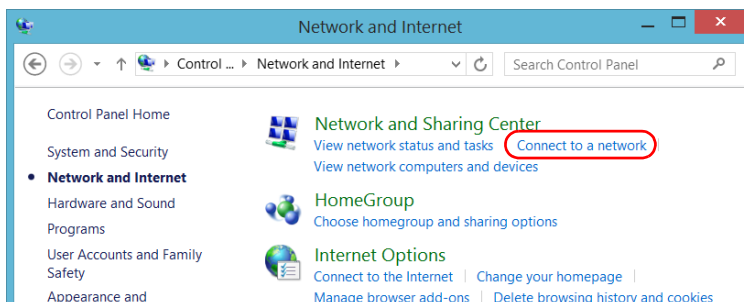 Network and Internet
Control ... Network and Internet
Search Control Panel
Control Panel Home
System and Security
Network and Internet
Hardware and Sound
Programs
User Accounts and Family
Safety
Appearance and
Network and Sharing Center
View network status and tasks
Connect to a network
View network computers and devices
HomeGroup
Choose homegroup and sharing options
Internet Options
Connect to the Internet
Change your homepage
Manage browser add-ons
Delete browsing history and cookies